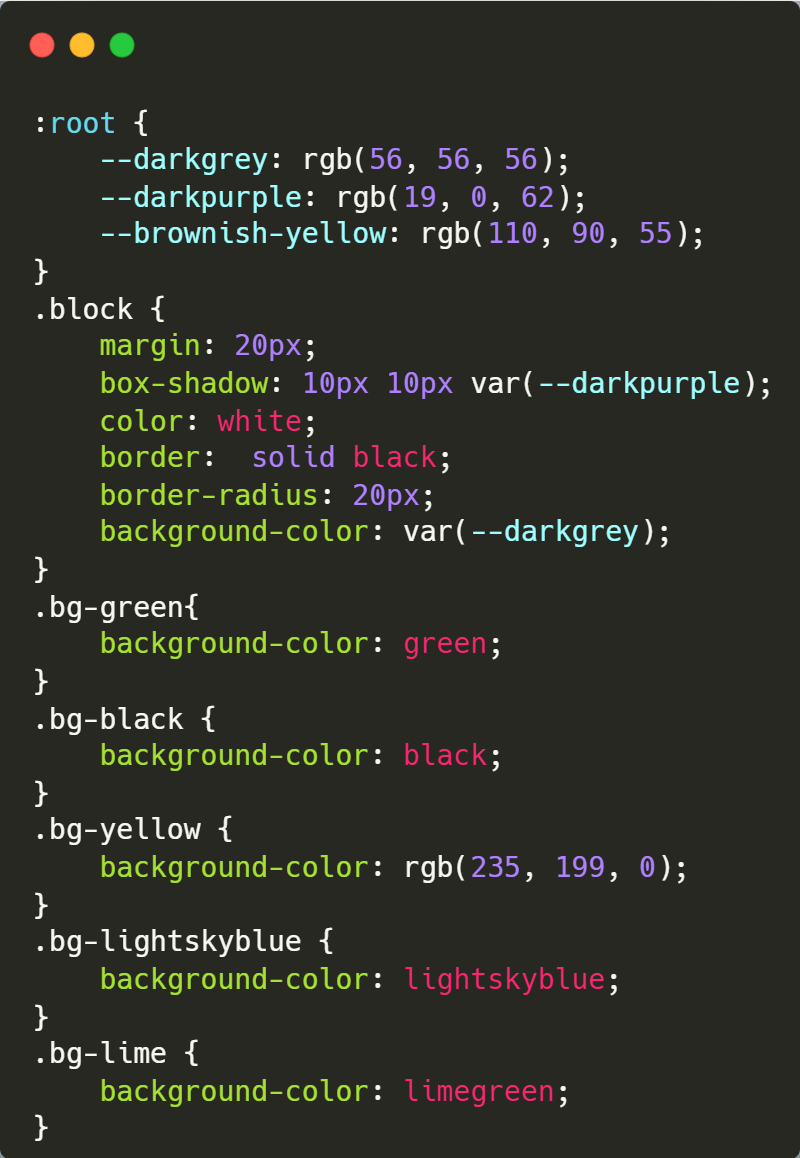 :root {
    --darkgrey: rgb(56, 56, 56);
    --darkpurple: rgb(19, 0, 62);
    --brownish-yellow: rgb(110, 90, 55);
}
.block {
    margin: 20px;
    box-shadow: 10px 10px var(--darkpurple);
    color: white;
    border:  solid black;
    border-radius: 20px;
    background-color: var(--darkgrey);
}
.bg-green{
    background-color: green;
}
.bg-black {
    background-color: black;
}
.bg-yellow {
    background-color: rgb(235, 199, 0);
}
.bg-lightskyblue {
    background-color: lightskyblue;
}
.bg-lime {
    background-color: limegreen;
}